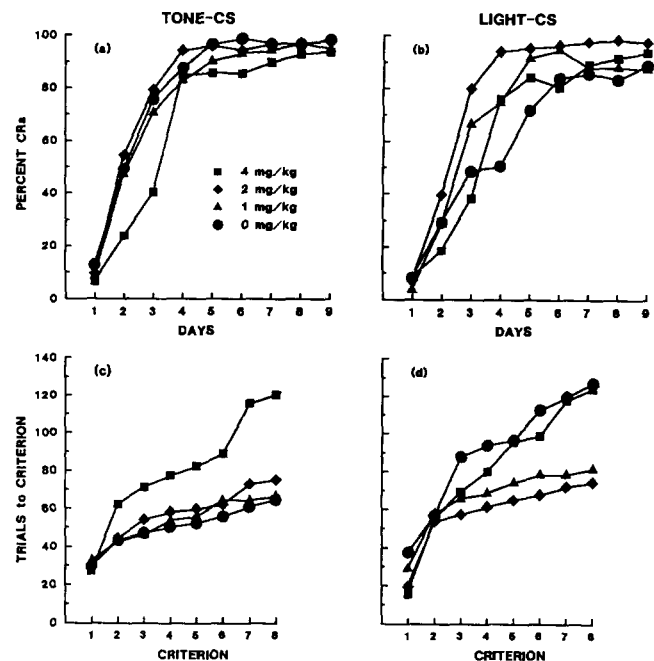 TONE-CS
LIGHT-CS
(a)
(b)
100
80
60
40
20
0
PERCENT CRs
4 mg/kg
2 mg/kg
1 mg/kg
0 mg/kg
1 2 3 4 5 6 7 8 9
1 2 3 4 5 6 7 8 9
DAYS
DAYS
(c)
(d)
140
120
100
80
60
40
20
0
TRIALS to CRITERION
1 2 3 4 5 6 7 8
1 2 3 4 5 6 7 8
CRITERION
CRITERION